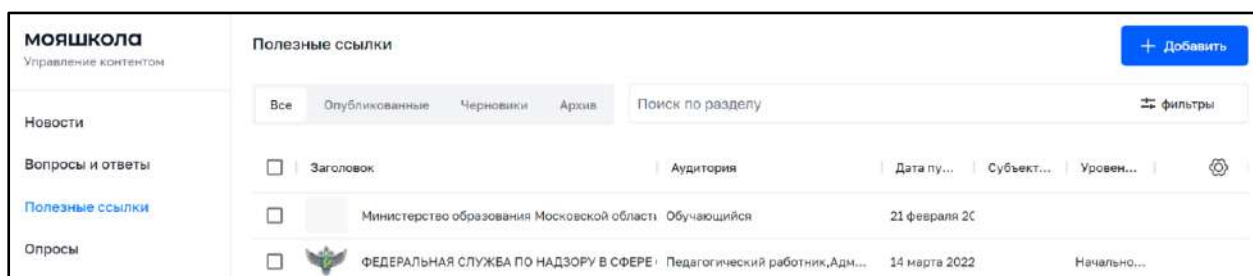 мояшкола
Управление контентом
Новости
Вопросы и ответы
Полезные ссылки
Опросы
Полезные ссылки
+ Добавить
Все Опубликованные Черновики Архив Поиск по разделу фильтры
Заголовок Аудитория Дата пу... Субъект... Уровен...
Министерство образования Московской области Обучающийся 21 февраля 20
ФЕДЕРАЛЬНАЯ СЛУЖБА ПО НАДЗОРУ В СФЕРЕ Педагогический работник,Адм... 14 марта 2022 Начально...